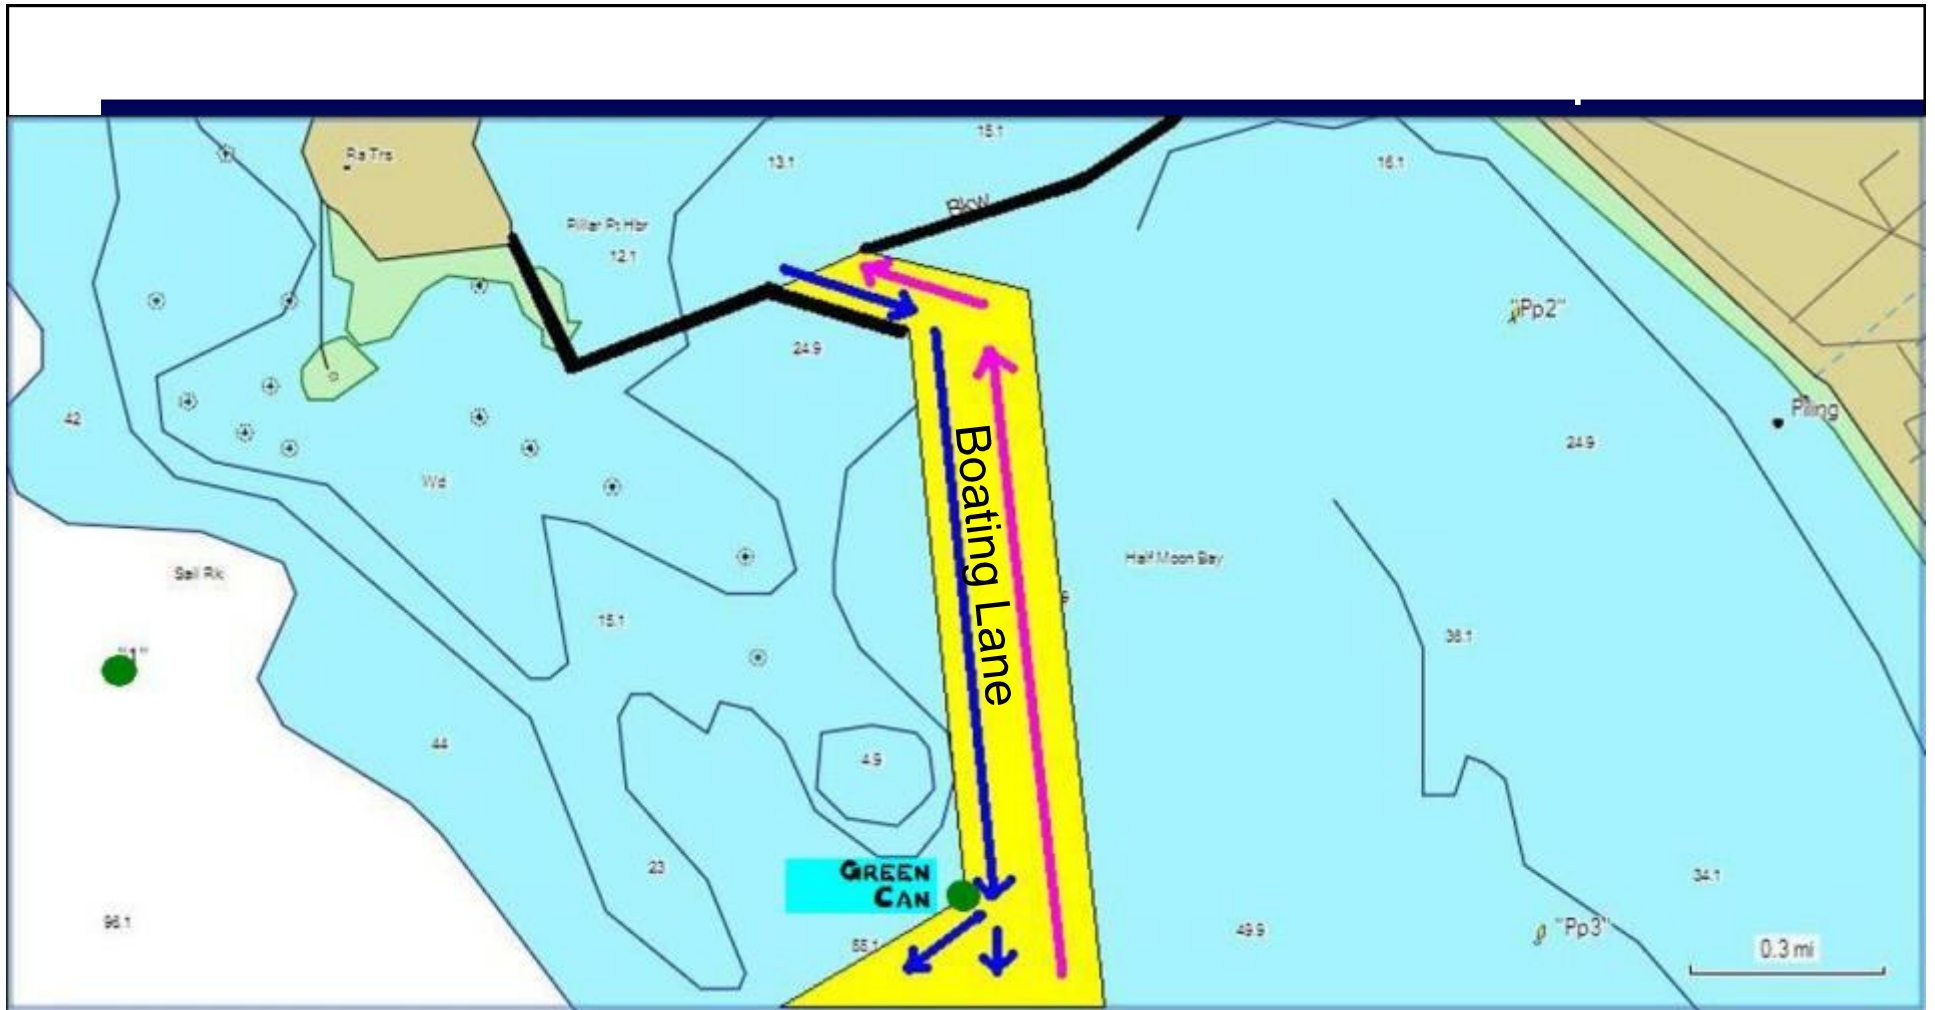 15.1
Ra Trs
13.1
16.1
BkW
Pillar Pt Hbr
12.1
"Pp2"
24.9
Piling
42
24.9
Boating Lane
Wd
Half Moon Bay
Sail Rk
9
15.1
36.1
"1"
44
4.9
23
GREEN
CAN
34.1
96.1
55.1
49.9
"Pp3"
0.3 mi